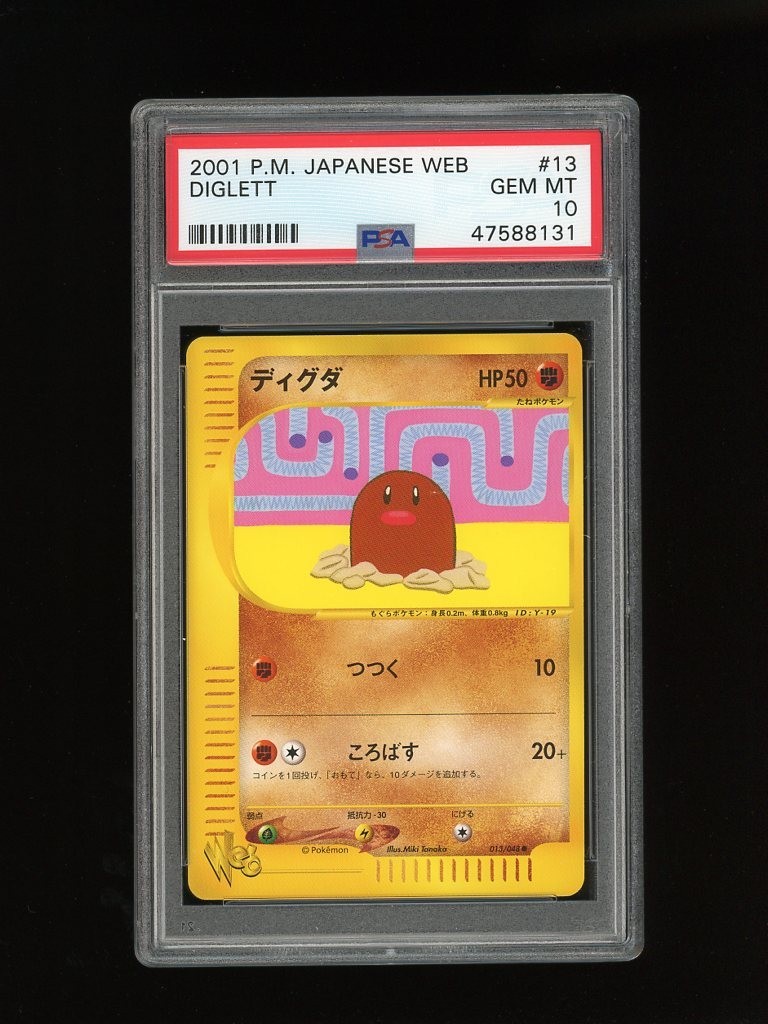 2001 P.M. JAPANESE WEB #13
DIGLETT GEM MT
10
PSA 47588131
ディグダ HP50
たねポケモン
もぐらポケモン：身長0.2m、体重0.8kg ID:Y-19
つつく 10
ころばす 20+
コインを1回投げ、「おもて」なら、10ダメージを追加する。
弱点 抵抗力-30 にげる
©Pokémon Illus.Miki Tanaka 013/048
Web
21